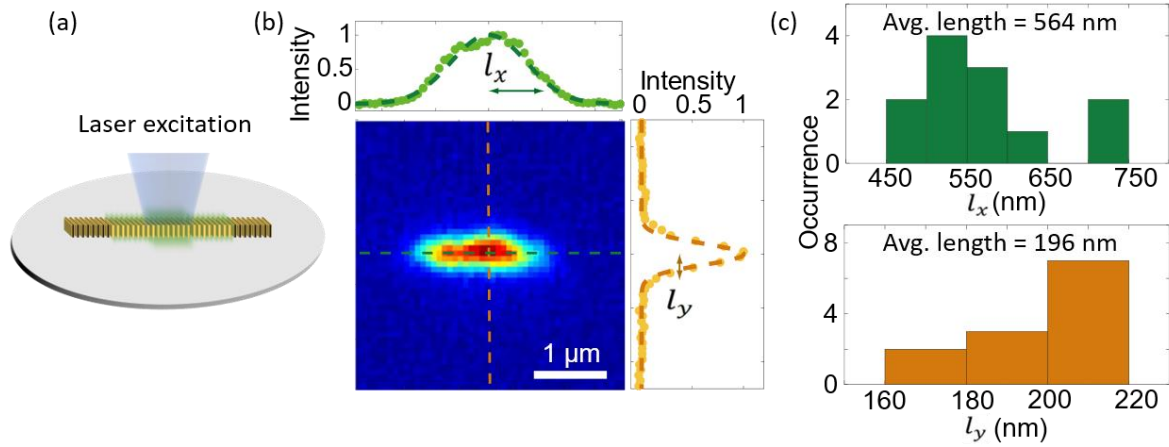 (a)
Laser excitation
(b)
Intensity
1
0.5
0
l_x
Intensity
0 0.5 1
l_y
1 µm
(c)
Avg. length = 564 nm
4
2
0
450 550 650 750
l_x (nm)
Occurrence
Avg. length = 196 nm
8
4
0
160 180 200 220
l_y (nm)